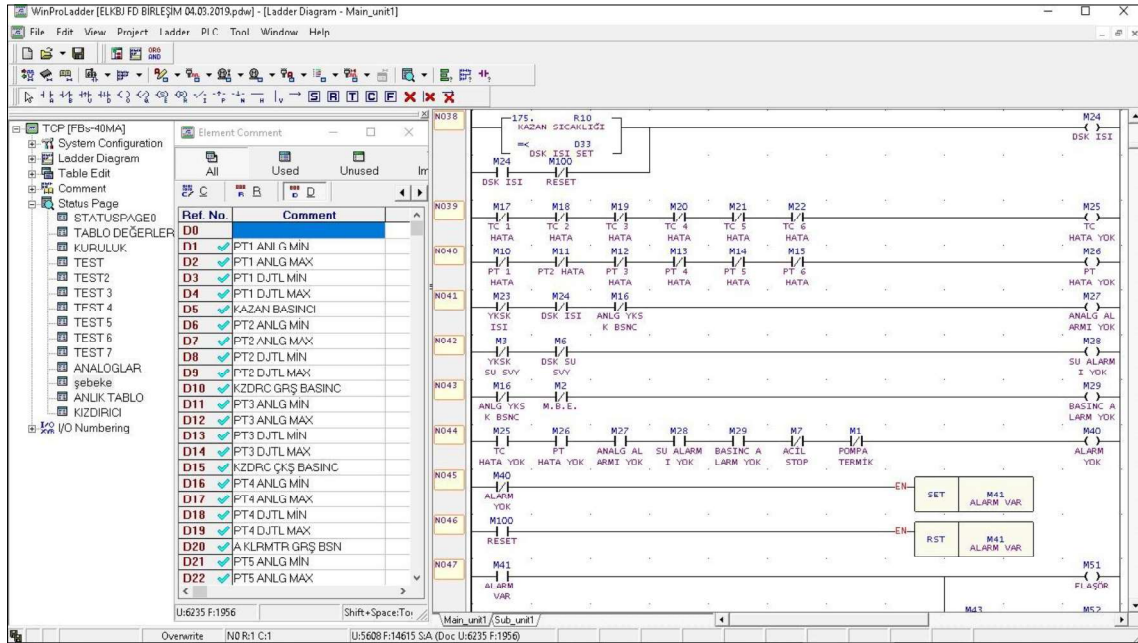 WinProLadder [ELKBJ FD BİRLEŞİM 04.03.2019.pdw] - [Ladder Diagram - Main_unit1]
File Edit View Project Ladder PLC Tool Window Help
TCP [FBs-40MA]
System Configuration
Ladder Diagram
Table Edit
Comment
Status Page
STATUSPAGE0
TABLO DEĞERLER
KURULUK
TEST
TEST2
TEST 3
TEST 4
TEST 5
TEST 6
TEST 7
ANALOGLAR
şebeke
ANLIK TABLO
KIZDIRICI
I/O Numbering
Element Comment
All Used Unused
C R B D
Ref. No. Comment
D0
D1 PT1 ANLG MİN
D2 PT1 ANLG MAX
D3 PT1 DJTL MİN
D4 PT1 DJTL MAX
D5 KAZAN BASINCI
D6 PT2 ANLG MİN
D7 PT2 ANLG MAX
D8 PT2 DJTL MİN
D9 PT2 DJTL MAX
D10 KZDRC GRŞ BASINC
D11 PT3 ANLG MİN
D12 PT3 ANLG MAX
D13 PT3 DJTL MİN
D14 PT3 DJTL MAX
D15 KZDRC ÇKŞ BASINC
D16 PT4 ANLG MİN
D17 PT4 ANLG MAX
D18 PT4 DJTL MİN
D19 PT4 DJTL MAX
D20 A KLRMTR GRŞ BSN
D21 PT5 ANLG MİN
D22 PT5 ANLG MAX
U:6235 F:1956 Shift+Space:To
N038 175. R10 M24
KAZAN SICAKLIĞI DSK ISI
=< D33
DSK ISI SET
M24 M100
DSK ISI RESET
N039 M17 M18 M19 M20 M21 M22 M25
TC 1 TC 2 TC 3 TC 4 TC 5 TC 6 TC
HATA HATA HATA HATA HATA HATA HATA YOK
N040 M10 M11 M12 M13 M14 M15 M26
PT 1 PT2 HATA PT 3 PT 4 PT 5 PT 6 PT
HATA HATA HATA HATA HATA HATA YOK
N041 M23 M24 M16 M27
YKSK DSK ISI ANLG YKS ANALG AL
ISI K BSNC ARMI YOK
N042 M3 M6 M28
YKSK DSK SU SU ALARM
SU SVY SVY I YOK
N043 M16 M2 M29
ANLG YKS M.B.E. BASINC A
K BSNC LARM YOK
N044 M25 M26 M27 M28 M29 M7 M1 M40
TC PT ANALG AL SU ALARM BASINC A ACİL POMPA ALARM
HATA YOK HATA YOK ARMI YOK I YOK LARM YOK STOP TERMİK YOK
N045 M40 EN SET M41
ALARM ALARM VAR
YOK
N046 M100 EN RST M41
RESET ALARM VAR
N047 M41 M51
ALARM FLAŞÖR
VAR
M43 M52
Main_unit1 Sub_unit1
Overwrite N0 R:1 C:1 U:5608 F:14615 S:A (Doc U:6235 F:1956)